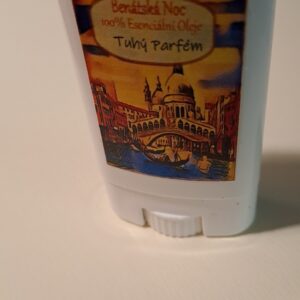 Benátská Noc
100% Esenciální Oleje
Tuhý Parfém